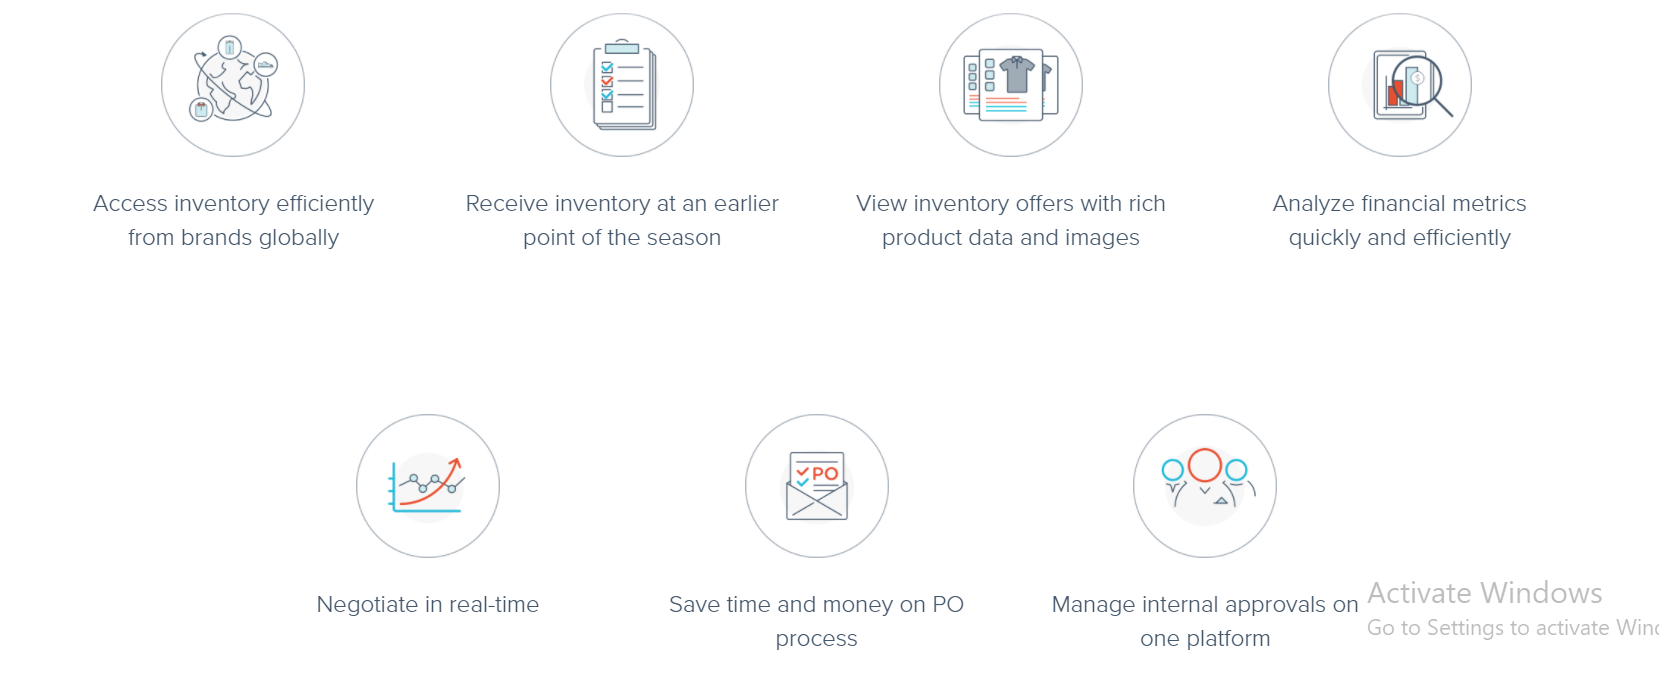 Access inventory efficiently
from brands globally
Receive inventory at an earlier
point of the season
View inventory offers with rich
product data and images
$
Analyze financial metrics
quickly and efficiently
Negotiate in real-time
PO
Save time and money on PO
process
Manage internal approvals on
one platform
Activate Windows
Go to Settings to activate Win